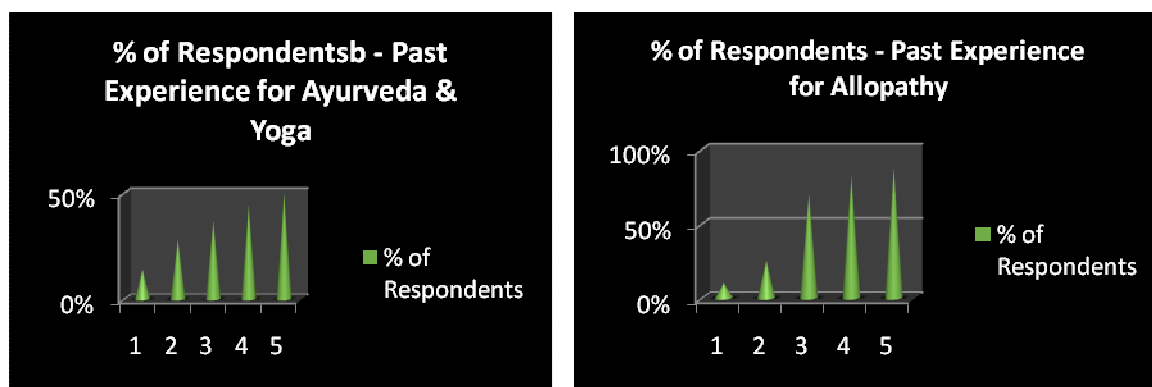 % of Respondentsb - Past
Experience for Ayurveda &
Yoga
50%
0%
1 2 3 4 5
% of
Respondents
% of Respondents - Past Experience
for Allopathy
100%
50%
0%
1 2 3 4 5
% of
Respondents